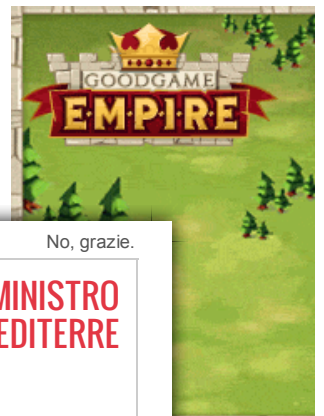 GOODGAME
EMPIRE
No, grazie.
MINISTRO
EDITERRE